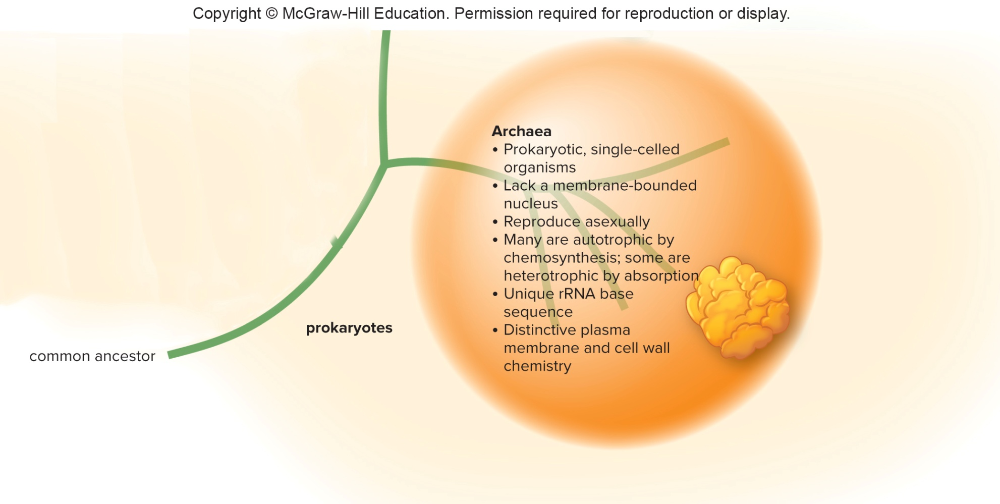 Copyright © McGraw-Hill Education. Permission required for reproduction or display.
Archaea
• Prokaryotic, single-celled
organisms
• Lack a membrane-bounded
nucleus
• Reproduce asexually
• Many are autotrophic by
chemosynthesis; some are
heterotrophic by absorption
• Unique rRNA base
sequence
• Distinctive plasma
membrane and cell wall
chemistry
prokaryotes
common ancestor